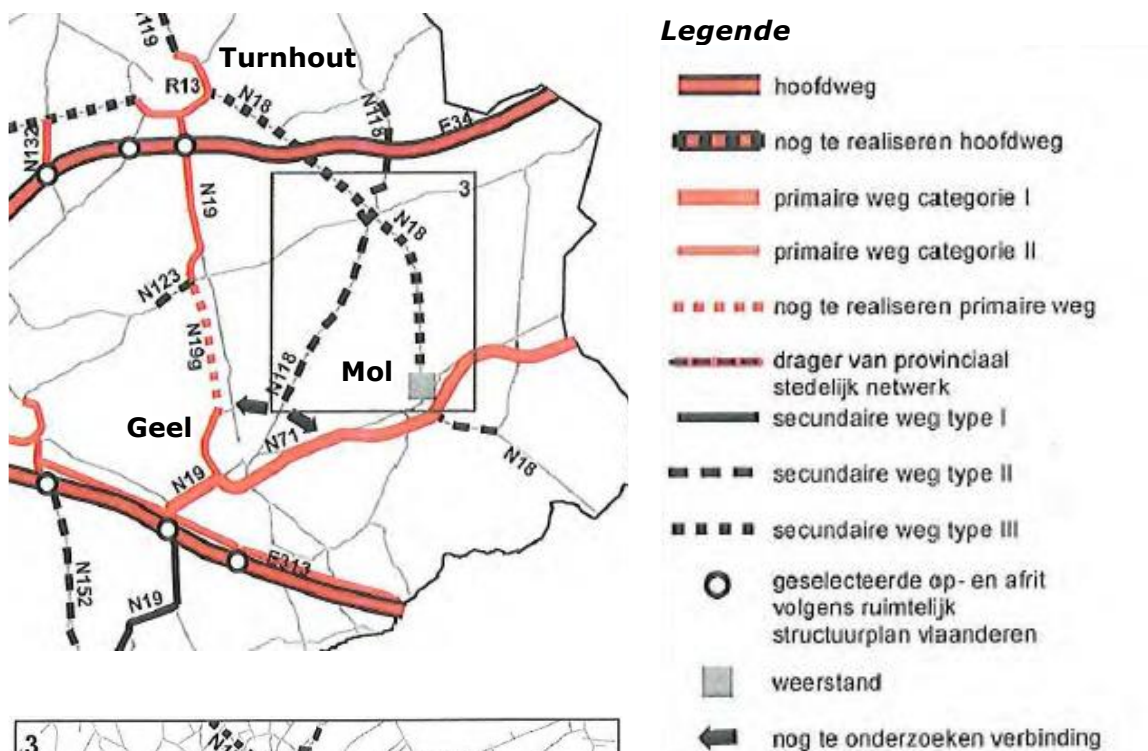 N119
Turnhout
R13
N18
N118
E34
N132
N19
3
N18
N123
N19g
N118
Mol
Geel
N71
N19
N18
E313
N152
N19
3
Legende
hoofdweg
nog te realiseren hoofdweg
primaire weg categorie I
primaire weg categorie II
nog te realiseren primaire weg
drager van provinciaal
stedelijk netwerk
secundaire weg type I
secundaire weg type II
secundaire weg type III
geselecteerde op- en afrit
volgens ruimtelijk
structuurplan vlaanderen
weerstand
nog te onderzoeken verbinding